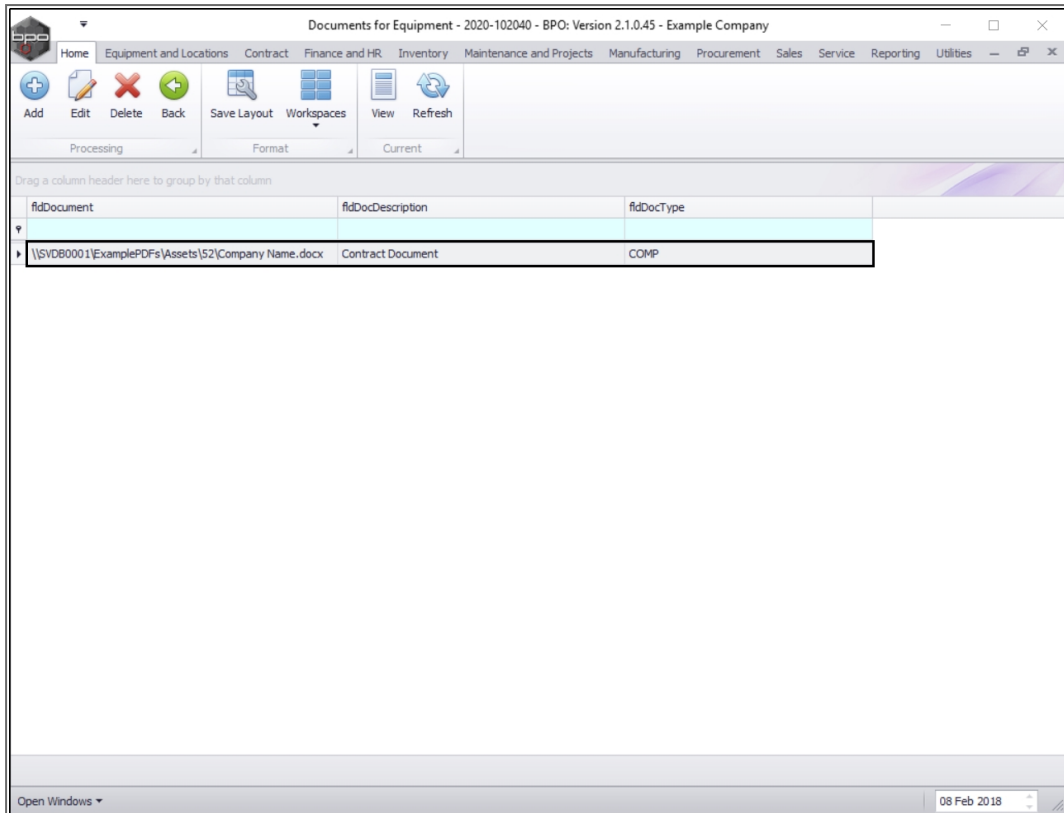 Documents for Equipment - 2020-102040 - BPO: Version 2.1.0.45 - Example Company
bpo
Home Equipment and Locations Contract Finance and HR Inventory Maintenance and Projects Manufacturing Procurement Sales Service Reporting Utilities
Add Edit Delete Back Save Layout Workspaces View Refresh
Processing Format Current
Drag a column header here to group by that column
fldDocument fldDocDescription fldDocType
\\SVDB0001\ExamplePDFs\Assets\52\Company Name.docx Contract Document COMP
Open Windows 08 Feb 2018